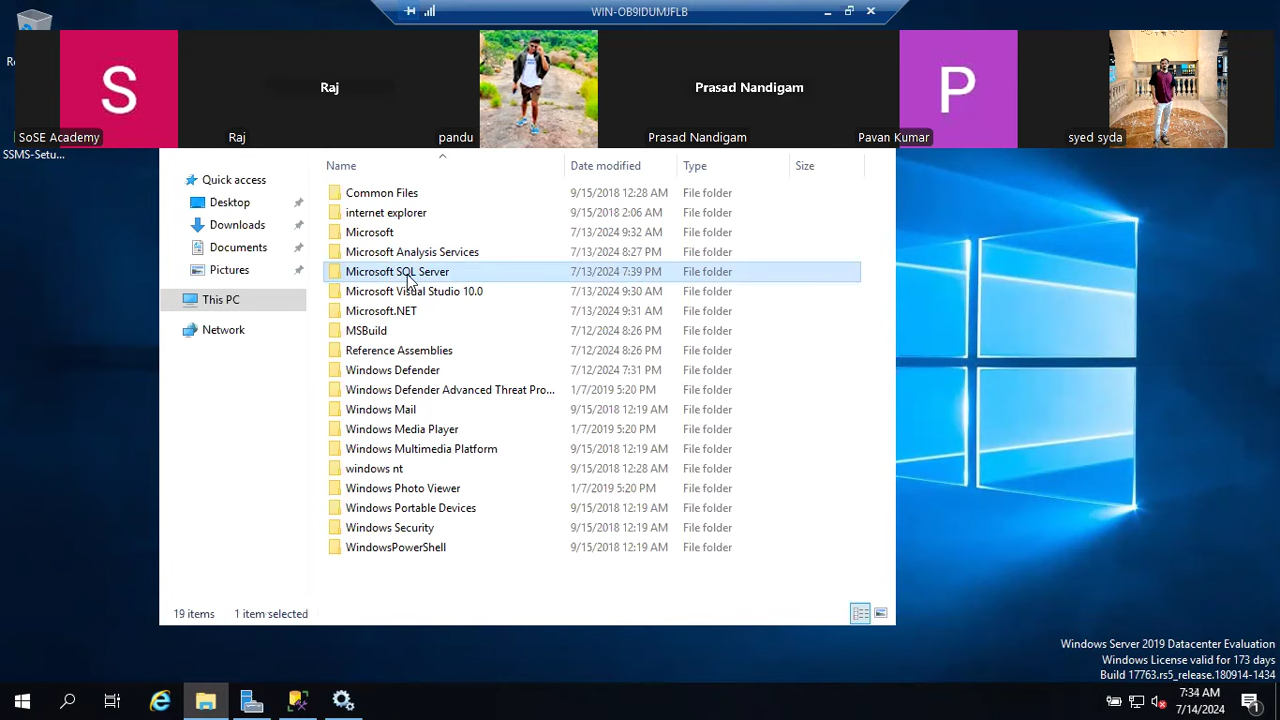 WIN-OB9IDUMJFLB
S
Raj
Prasad Nandigam
P
SoSE Academy
Raj
pandu
Prasad Nandigam
Pavan Kumar
syed syda
SSMS-Setu...
Name Date modified Type Size
Quick access
Desktop
Downloads
Documents
Pictures
This PC
Network
Common Files 9/15/2018 12:28 AM File folder
internet explorer 9/15/2018 2:06 AM File folder
Microsoft 7/13/2024 9:32 AM File folder
Microsoft Analysis Services 7/13/2024 8:27 PM File folder
Microsoft SQL Server 7/13/2024 7:39 PM File folder
Microsoft Visual Studio 10.0 7/13/2024 9:30 AM File folder
Microsoft.NET 7/13/2024 9:31 AM File folder
MSBuild 7/12/2024 8:26 PM File folder
Reference Assemblies 7/12/2024 8:26 PM File folder
Windows Defender 7/12/2024 7:31 PM File folder
Windows Defender Advanced Threat Pro... 1/7/2019 5:20 PM File folder
Windows Mail 9/15/2018 12:19 AM File folder
Windows Media Player 1/7/2019 5:20 PM File folder
Windows Multimedia Platform 9/15/2018 12:19 AM File folder
windows nt 9/15/2018 12:28 AM File folder
Windows Photo Viewer 1/7/2019 5:20 PM File folder
Windows Portable Devices 9/15/2018 12:19 AM File folder
Windows Security 9/15/2018 12:19 AM File folder
WindowsPowerShell 9/15/2018 12:19 AM File folder
19 items 1 item selected
Windows Server 2019 Datacenter Evaluation
Windows License valid for 173 days
Build 17763.rs5_release.180914-1434
7:34 AM
7/14/2024
1